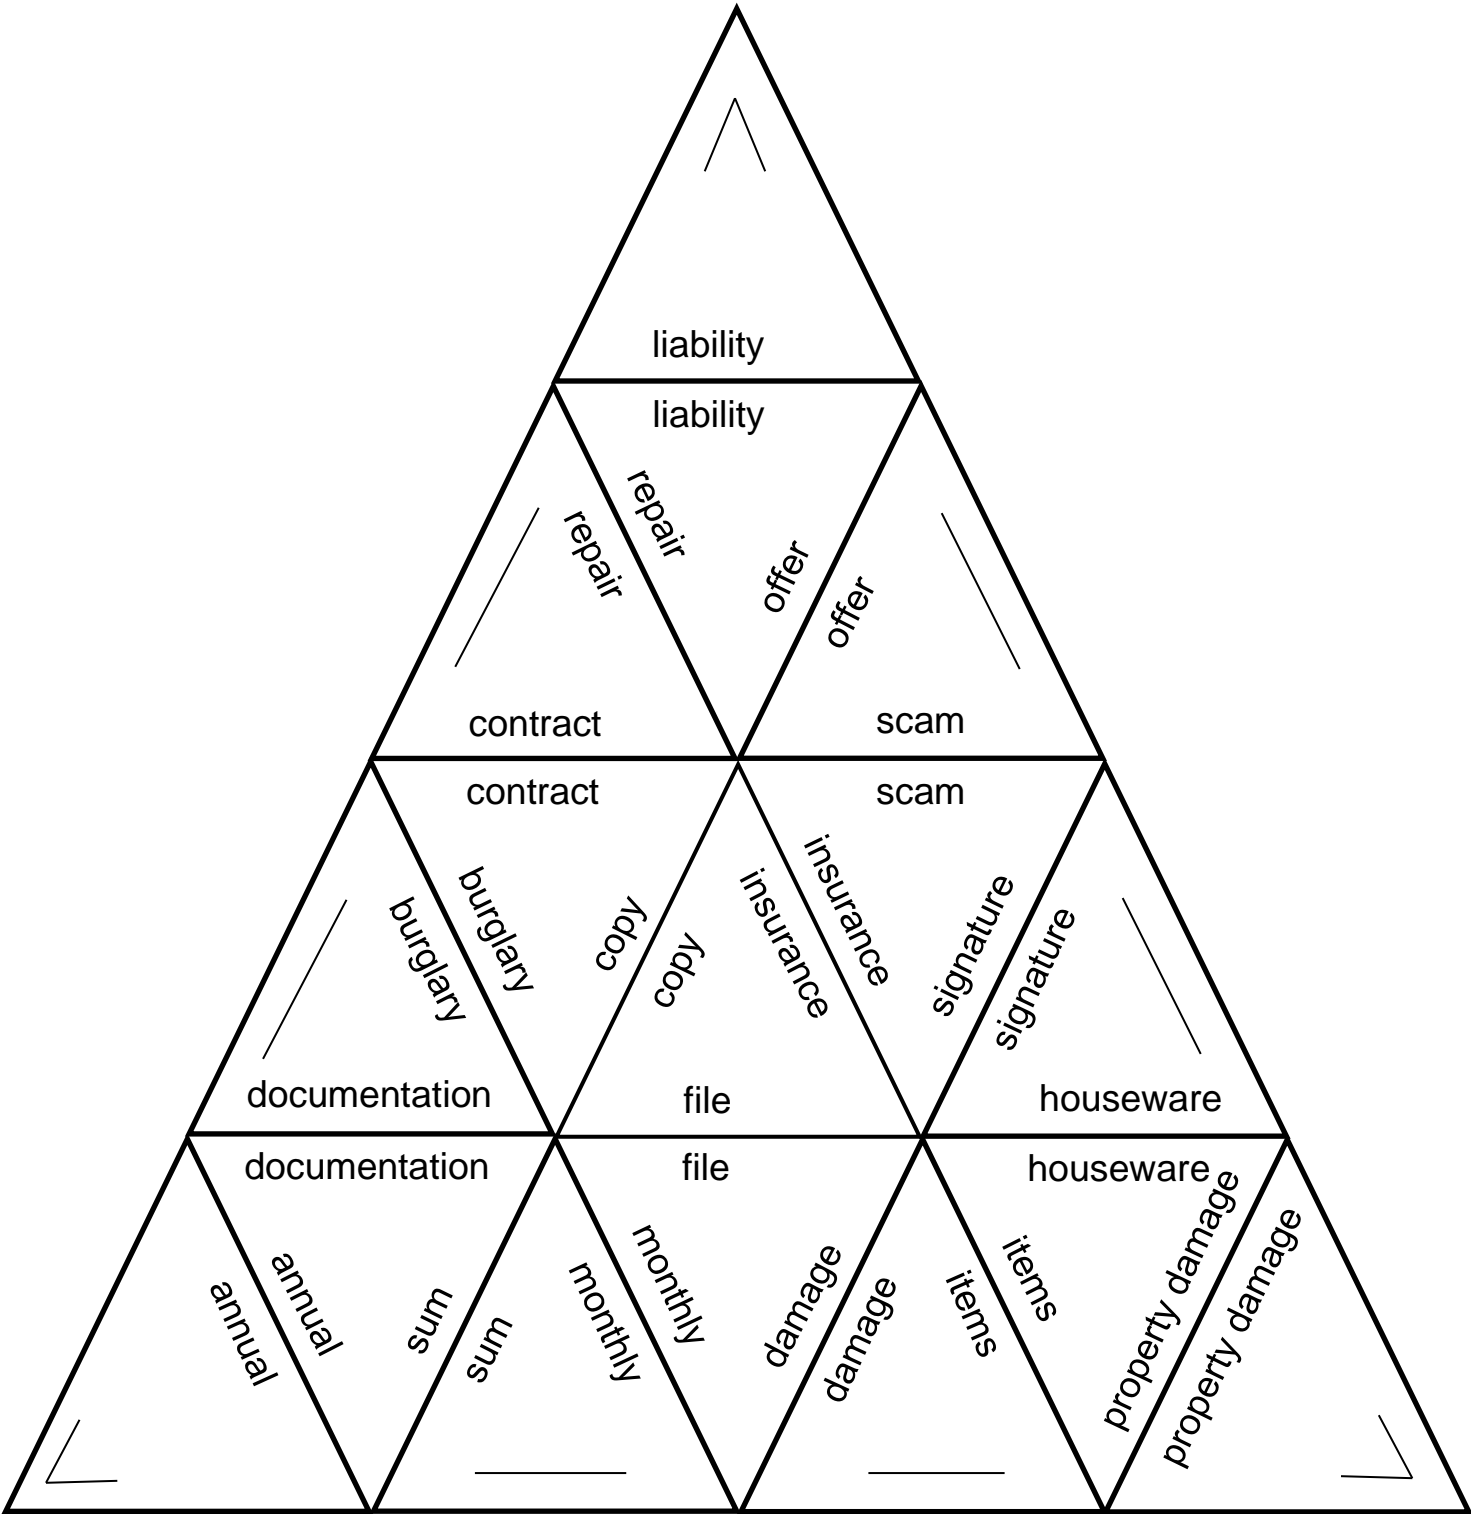 liability
liability
repair
repair
offer
offer
contract
scam
contract
scam
burglary
burglary
copy
copy
insurance
insurance
signature
signature
documentation
file
houseware
documentation
file
houseware
annual
annual
sum
sum
monthly
monthly
damage
damage
items
items
property damage
property damage